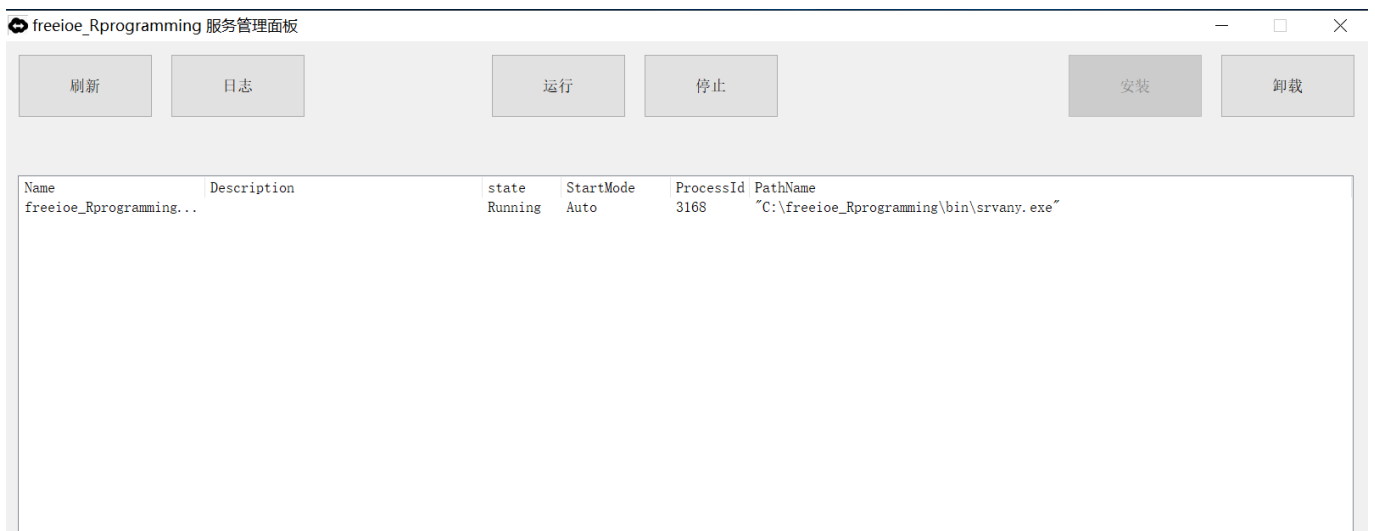 freeioe_Rprogramming 服务管理面板
刷新 日志 运行 停止 安装 卸载
Name Description state StartMode ProcessId PathName
freeioe_Rprogramming... Running Auto 3168 "C:\freeioe_Rprogramming\bin\srvany.exe"